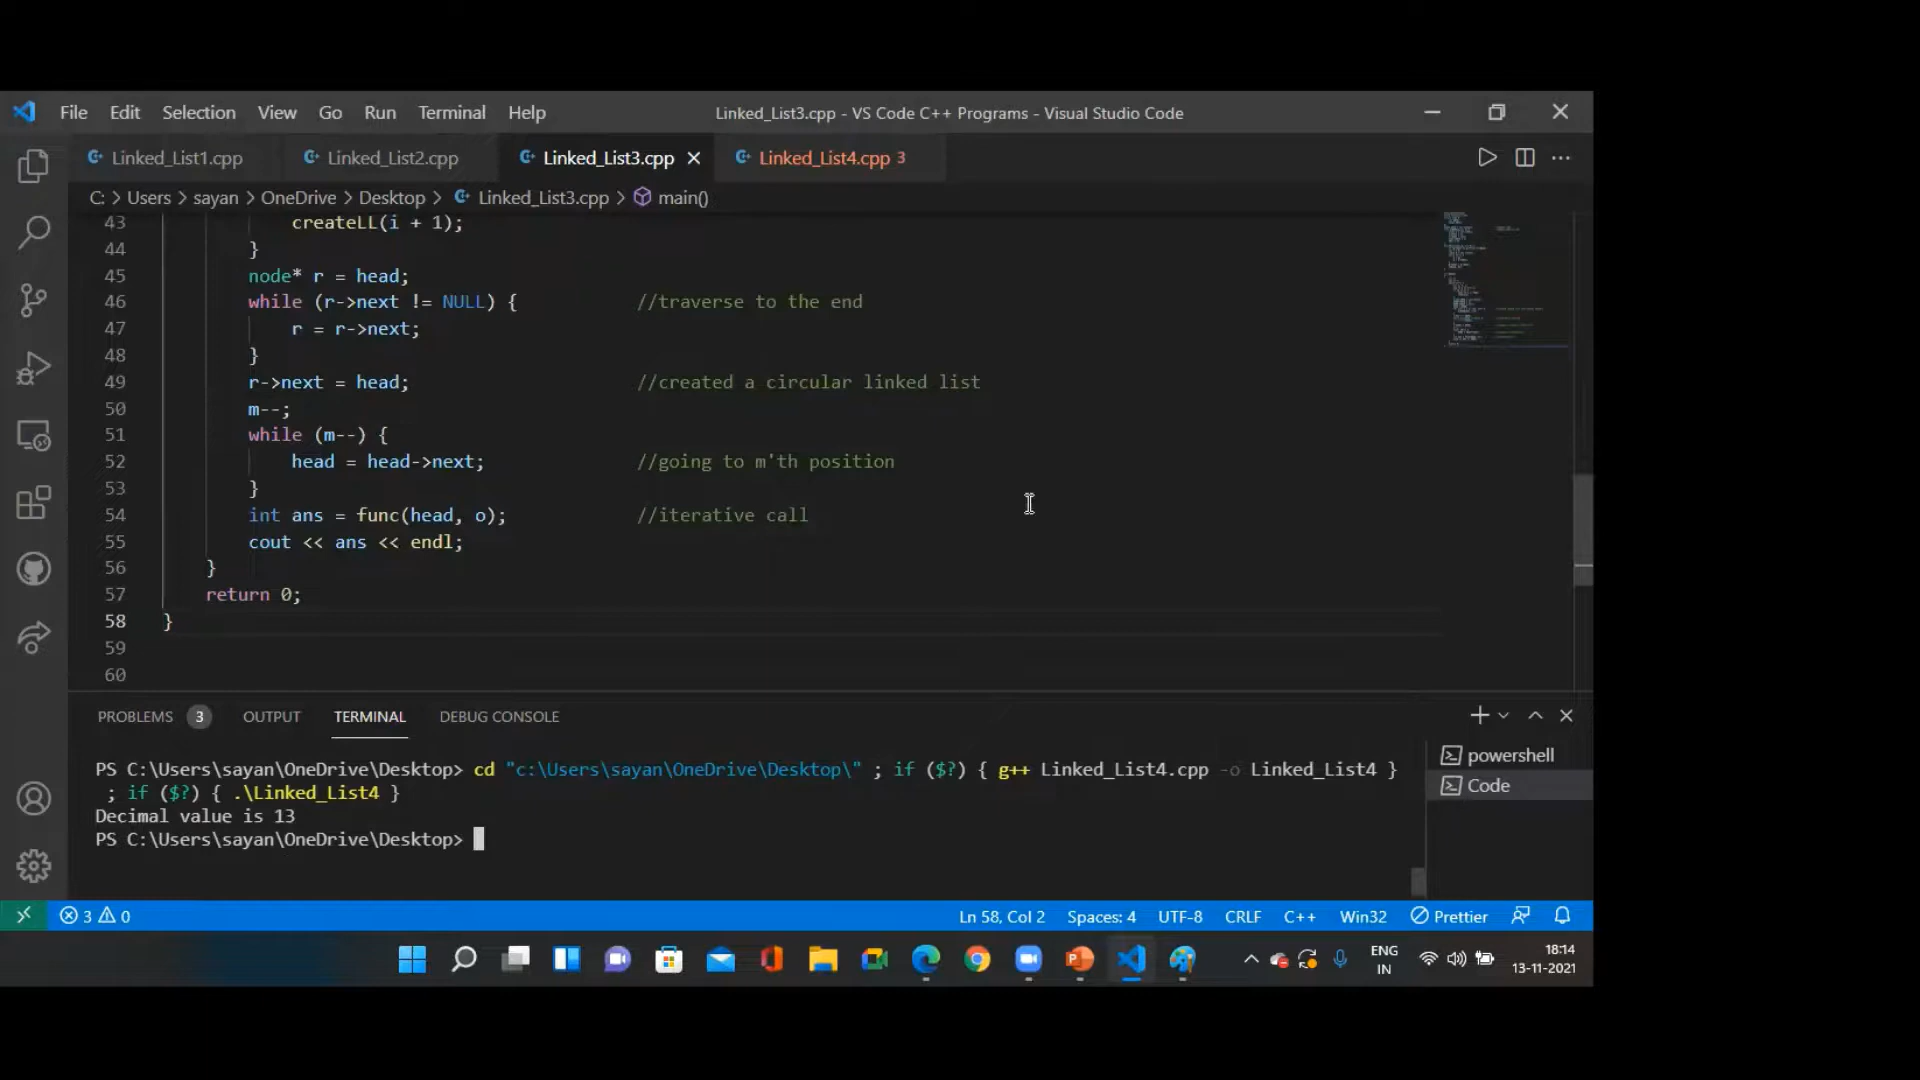 File Edit Selection View Go Run Terminal Help Linked_List3.cpp - VS Code C++ Programs - Visual Studio Code
Linked_List1.cpp Linked_List2.cpp Linked_List3.cpp Linked_List4.cpp 3
C: > Users > sayan > OneDrive > Desktop > Linked_List3.cpp > main()
43 createLL(i + 1);
44 }
45 node* r = head;
46 while (r->next != NULL) { //traverse to the end
47 r = r->next;
48 }
49 r->next = head; //created a circular linked list
50 m--;
51 while (m--) {
52 head = head->next; //going to m'th position
53 }
54 int ans = func(head, o); //iterative call
55 cout << ans << endl;
56 }
57 return 0;
58 }
59
60
PROBLEMS 3 OUTPUT TERMINAL DEBUG CONSOLE
PS C:\Users\sayan\OneDrive\Desktop> cd "c:\Users\sayan\OneDrive\Desktop\" ; if ($?) { g++ Linked_List4.cpp -o Linked_List4 }
; if ($?) { .\Linked_List4 }
Decimal value is 13
PS C:\Users\sayan\OneDrive\Desktop>
powershell
Code
3 0 Ln 58, Col 2 Spaces: 4 UTF-8 CRLF C++ Win32 Prettier
ENG
IN
18:14
13-11-2021